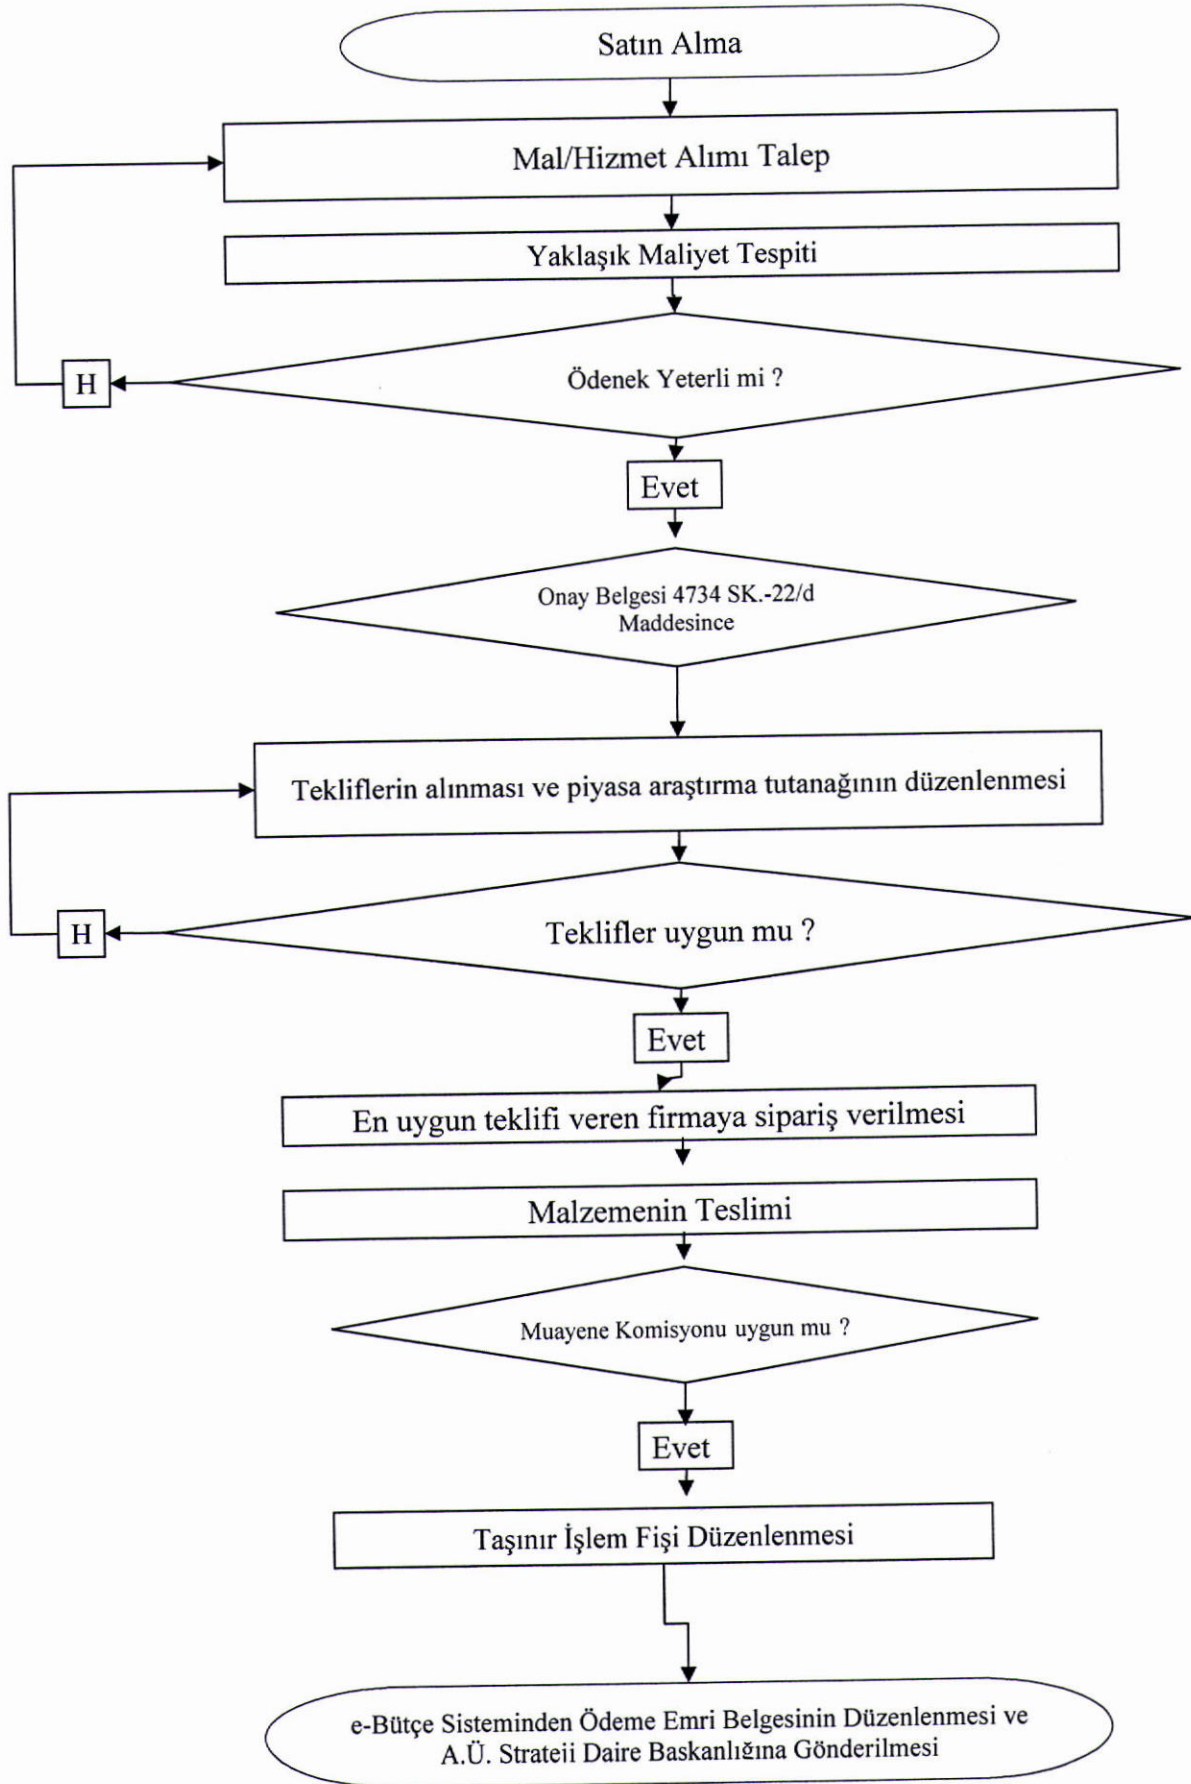 Satın Alma
Mal/Hizmet Alımı Talep
Yaklaşık Maliyet Tespiti
Ödenek Yeterli mi ?
H
Evet
Onay Belgesi 4734 SK.-22/d
Maddesince
Tekliflerin alınması ve piyasa araştırma tutanağının düzenlenmesi
Teklifler uygun mu ?
H
Evet
En uygun teklifi veren firmaya sipariş verilmesi
Malzemenin Teslimi
Muayene Komisyonu uygun mu ?
Evet
Taşınır İşlem Fişi Düzenlenmesi
e-Bütçe Sisteminden Ödeme Emri Belgesinin Düzenlenmesi ve
A.Ü. Strateji Daire Başkanlığına Gönderilmesi